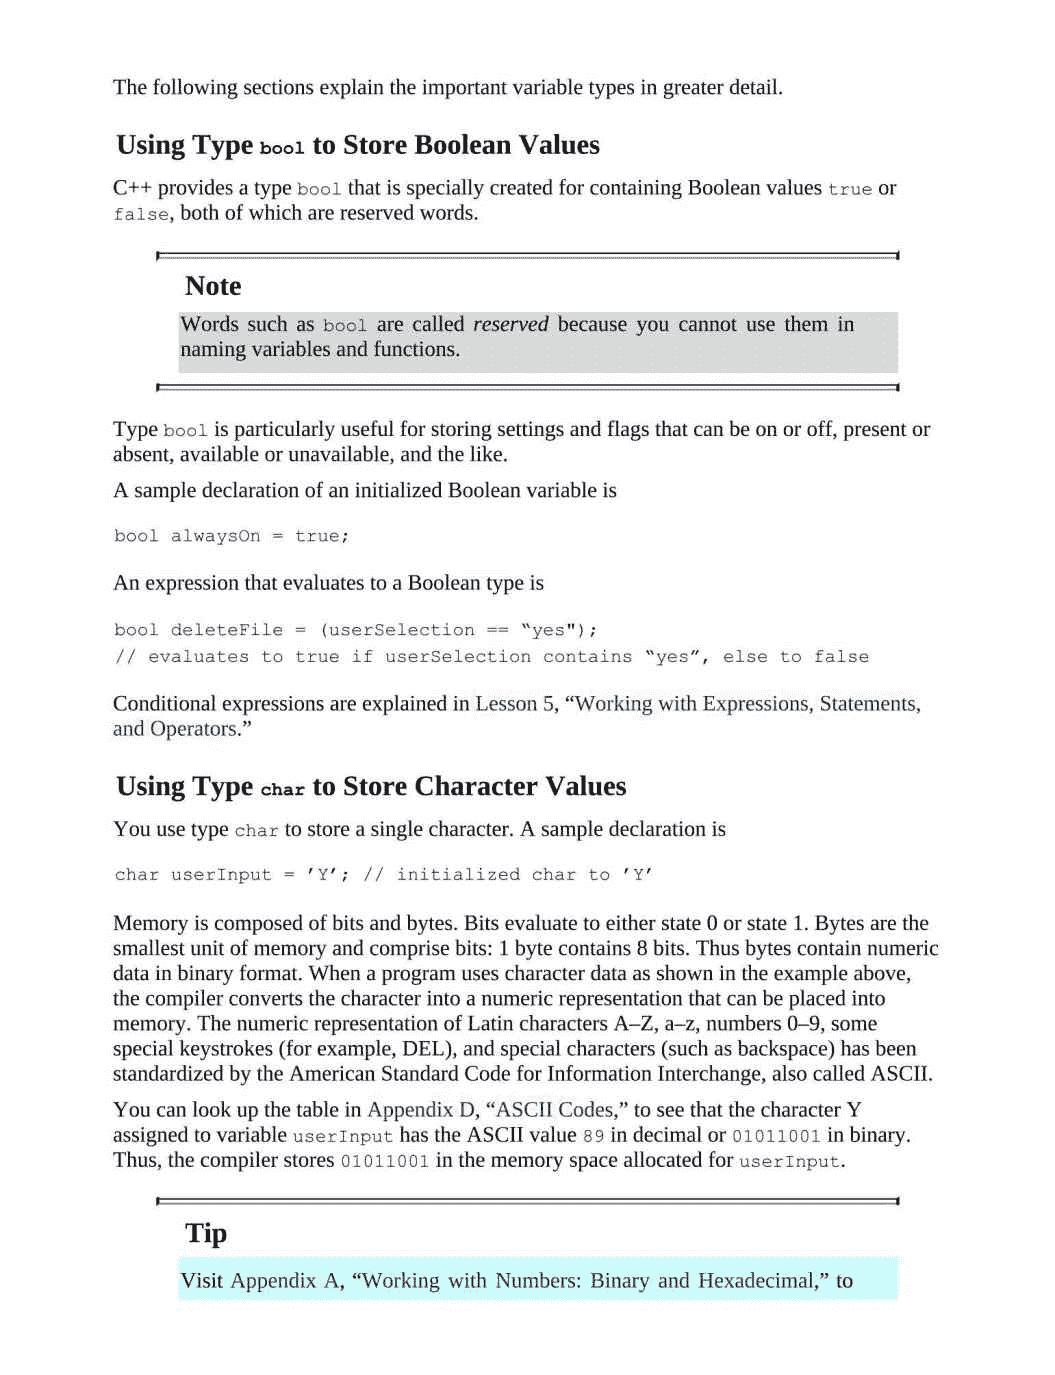 The following sections explain the important variable types in greater detail.
Using Type bool to Store Boolean Values
C++ provides a type bool that is specially created for containing Boolean values true or
false, both of which are reserved words.
Note
Words such as bool are called reserved because you cannot use them in
naming variables and functions.
Type bool is particularly useful for storing settings and flags that can be on or off, present or
absent, available or unavailable, and the like.
A sample declaration of an initialized Boolean variable is
bool alwaysOn = true;
An expression that evaluates to a Boolean type is
bool deleteFile = (userSelection == “yes");
// evaluates to true if userSelection contains “yes”, else to false
Conditional expressions are explained in Lesson 5, “Working with Expressions, Statements,
and Operators.”
Using Type char to Store Character Values
You use type char to store a single character. A sample declaration is
char userInput = ’Y’; // initialized char to ’Y’
Memory is composed of bits and bytes. Bits evaluate to either state 0 or state 1. Bytes are the
smallest unit of memory and comprise bits: 1 byte contains 8 bits. Thus bytes contain numeric
data in binary format. When a program uses character data as shown in the example above,
the compiler converts the character into a numeric representation that can be placed into
memory. The numeric representation of Latin characters A–Z, a–z, numbers 0–9, some
special keystrokes (for example, DEL), and special characters (such as backspace) has been
standardized by the American Standard Code for Information Interchange, also called ASCII.
You can look up the table in Appendix D, “ASCII Codes,” to see that the character Y
assigned to variable userInput has the ASCII value 89 in decimal or 01011001 in binary.
Thus, the compiler stores 01011001 in the memory space allocated for userInput.
Tip
Visit Appendix A, “Working with Numbers: Binary and Hexadecimal,” to